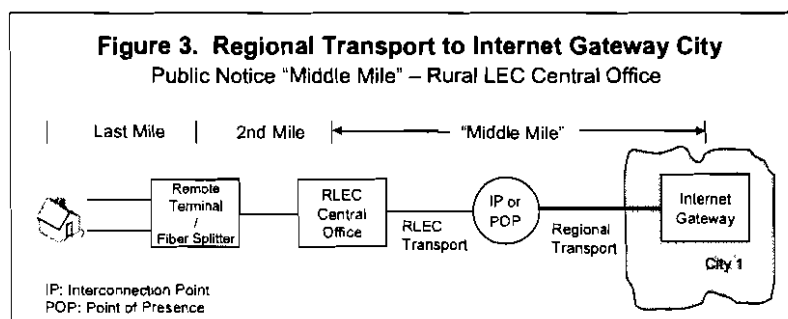 Figure 3. Regional Transport to Internet Gateway City
Public Notice "Middle Mile" – Rural LEC Central Office
Last Mile
2nd Mile
"Middle Mile"
Remote
Terminal
/
Fiber Splitter
RLEC
Central
Office
RLEC
Transport
IP or
POP
Regional
Transport
Internet
Gateway
City 1
IP: Interconnection Point
POP: Point of Presence